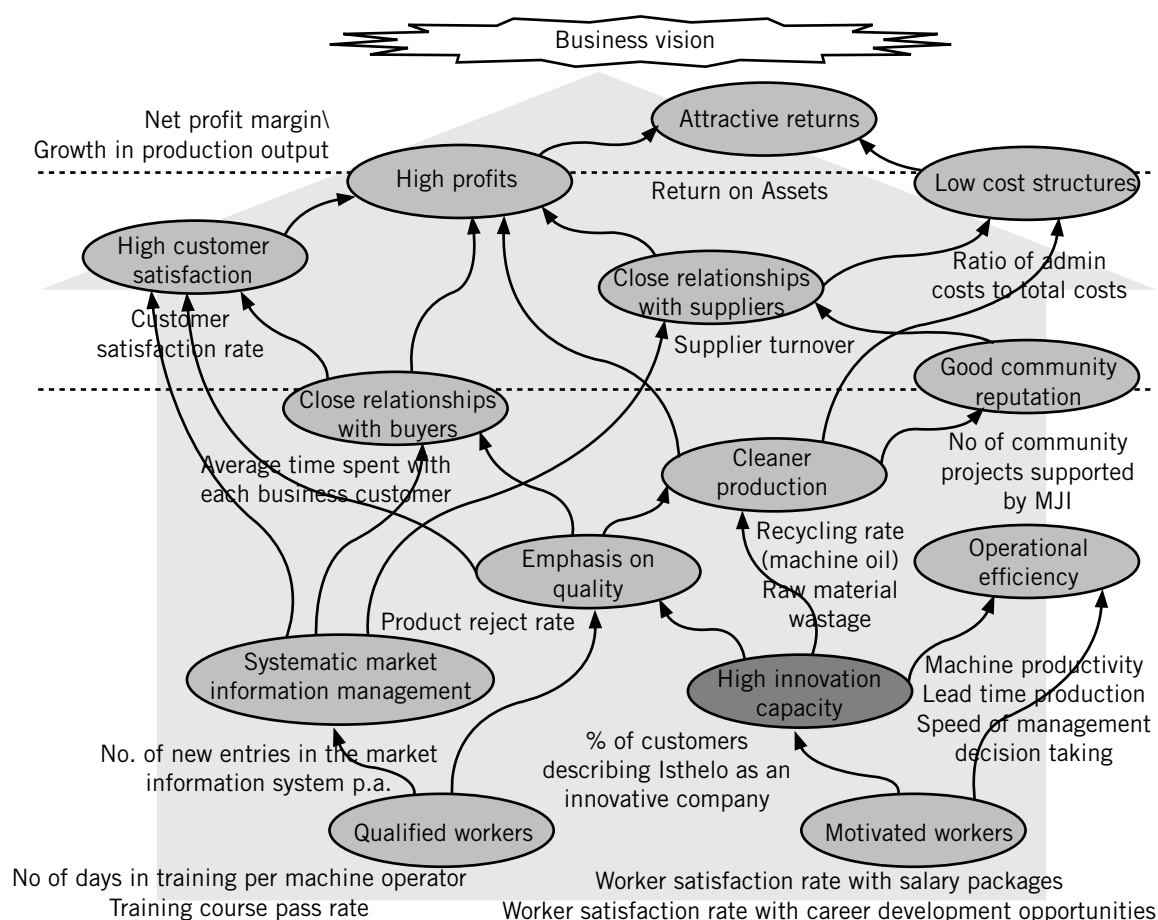 Business vision
Attractive returns
Net profit margin\
Growth in production output
High profits
Return on Assets
Low cost structures
High customer
satisfaction
Close relationships
with suppliers
Ratio of admin
costs to total costs
Customer
satisfaction rate
Supplier turnover
Good community
reputation
Close relationships
with buyers
Average time spent with
each business customer
Cleaner
production
No of community
projects supported
by MJI
Recycling rate
(machine oil)
Raw material
wastage
Operational
efficiency
Emphasis on
quality
Product reject rate
Systematic market
information management
High innovation
capacity
Machine productivity
Lead time production
Speed of management
decision taking
No. of new entries in the market
information system p.a.
% of customers
describing Isthelo as an
innovative company
Qualified workers
Motivated workers
No of days in training per machine operator
Training course pass rate
Worker satisfaction rate with salary packages
Worker satisfaction rate with career development opportunities